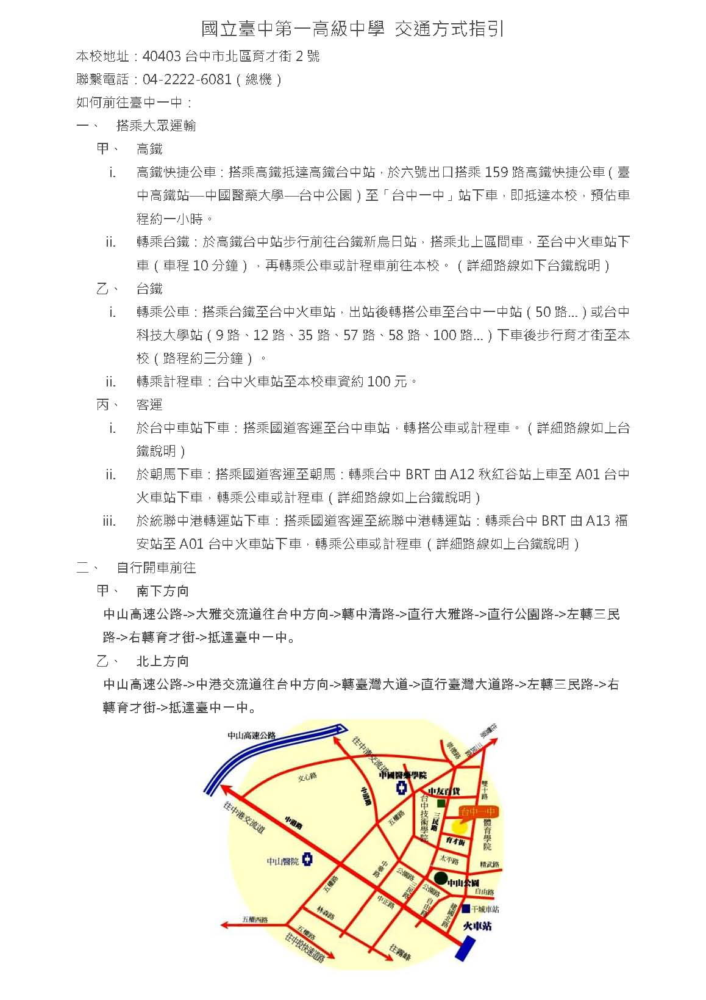 國立臺中第一高級中學 交通方式指引
本校地址：40403 台中市北區育才街 2 號
聯繫電話：04-2222-6081（總機）
如何前往臺中一中：
一、 搭乘大眾運輸
甲、 高鐵
i. 高鐵快捷公車：搭乘高鐵抵達高鐵台中站，於六號出口搭乘 159 路高鐵快捷公車（臺
中高鐵站—中國醫藥大學—台中公園）至「台中一中」站下車，即抵達本校，預估車
程約一小時。
ii. 轉乘台鐵：於高鐵台中站步行前往台鐵新烏日站，搭乘北上區間車，至台中火車站下
車（車程 10 分鐘），再轉乘公車或計程車前往本校。（詳細路線如下台鐵說明）
乙、 台鐵
i. 轉乘公車：搭乘台鐵至台中火車站，出站後轉搭公車至台中一中站（50 路…）或台中
科技大學站（9 路、12 路、35 路、57 路、58 路、100 路…）下車後步行育才街至本
校（路程約三分鐘）。
ii. 轉乘計程車：台中火車站至本校車資約 100 元。
丙、 客運
i. 於台中車站下車：搭乘國道客運至台中車站，轉搭公車或計程車。（詳細路線如上台
鐵說明）
ii. 於朝馬下車：搭乘國道客運至朝馬：轉乘台中 BRT 由 A12 秋紅谷站上車至 A01 台中
火車站下車，轉乘公車或計程車（詳細路線如上台鐵說明）
iii. 於統聯中港轉運站下車：搭乘國道客運至統聯中港轉運站：轉乘台中 BRT 由 A13 福
安站至 A01 台中火車站下車，轉乘公車或計程車（詳細路線如上台鐵說明）
二、 自行開車前往
甲、 南下方向
中山高速公路->大雅交流道往台中方向->轉中清路->直行大雅路->直行公園路->左轉三民
路->右轉育才街->抵達臺中一中。
乙、 北上方向
中山高速公路->中港交流道往台中方向->轉臺灣大道->直行臺灣大道路->左轉三民路->右
轉育才街->抵達臺中一中。
往豐原
中山高速公路
往中清交流道
崇德路
三民路
文心路
中國醫藥學院
雙十路
中清路
中友百貨
台中技術學院
往中港交流道
五權路
三民路
台中一中
中港路
體育學院
育才街
中山醫院
太平路
中華路
精武路
公園路
三民路
中山公園
五權路
公園路
自由路
中正路
自由路
建國北路
干城車站
林森路
五權西路
火車站
五權路
往中投快速道路
往霧峰